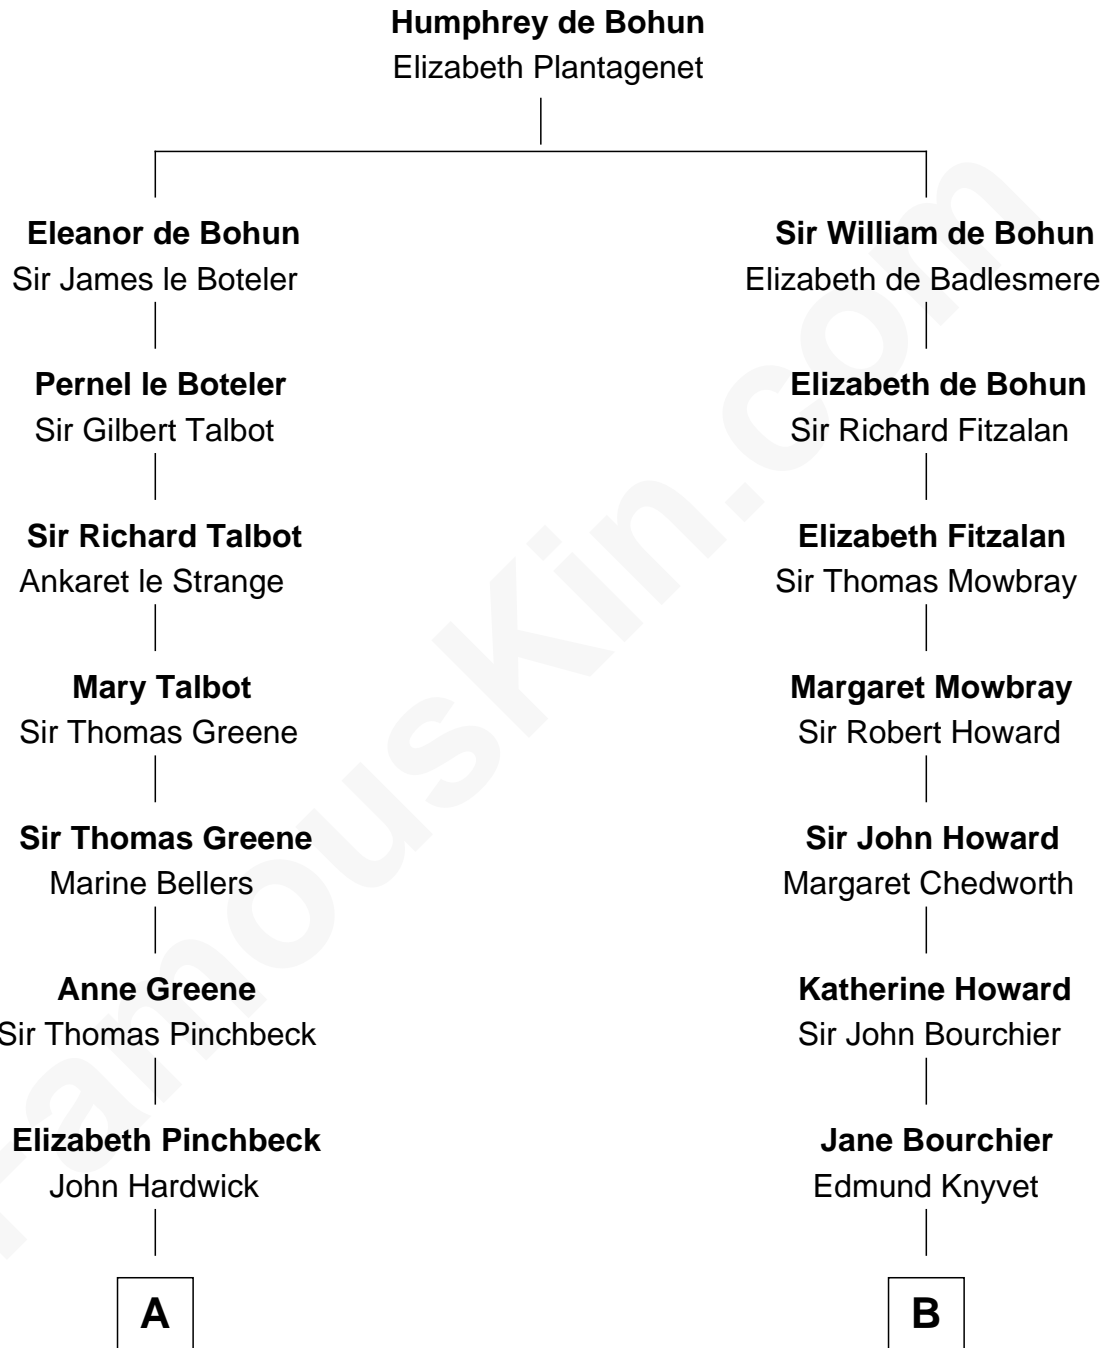 Humphrey de Bohun
Elizabeth Plantagenet
Eleanor de Bohun
Sir James le Boteler
Sir William de Bohun
Elizabeth de Badlesmere
Pernel le Boteler
Sir Gilbert Talbot
Elizabeth de Bohun
Sir Richard Fitzalan
Sir Richard Talbot
Ankaret le Strange
Elizabeth Fitzalan
Sir Thomas Mowbray
Mary Talbot
Sir Thomas Greene
Margaret Mowbray
Sir Robert Howard
Sir Thomas Greene
Marine Bellers
Sir John Howard
Margaret Chedworth
Anne Greene
Sir Thomas Pinchbeck
Katherine Howard
Sir John Bourchier
Elizabeth Pinchbeck
John Hardwick
Jane Bourchier
Edmund Knyvet
A
B
FamousKin.com